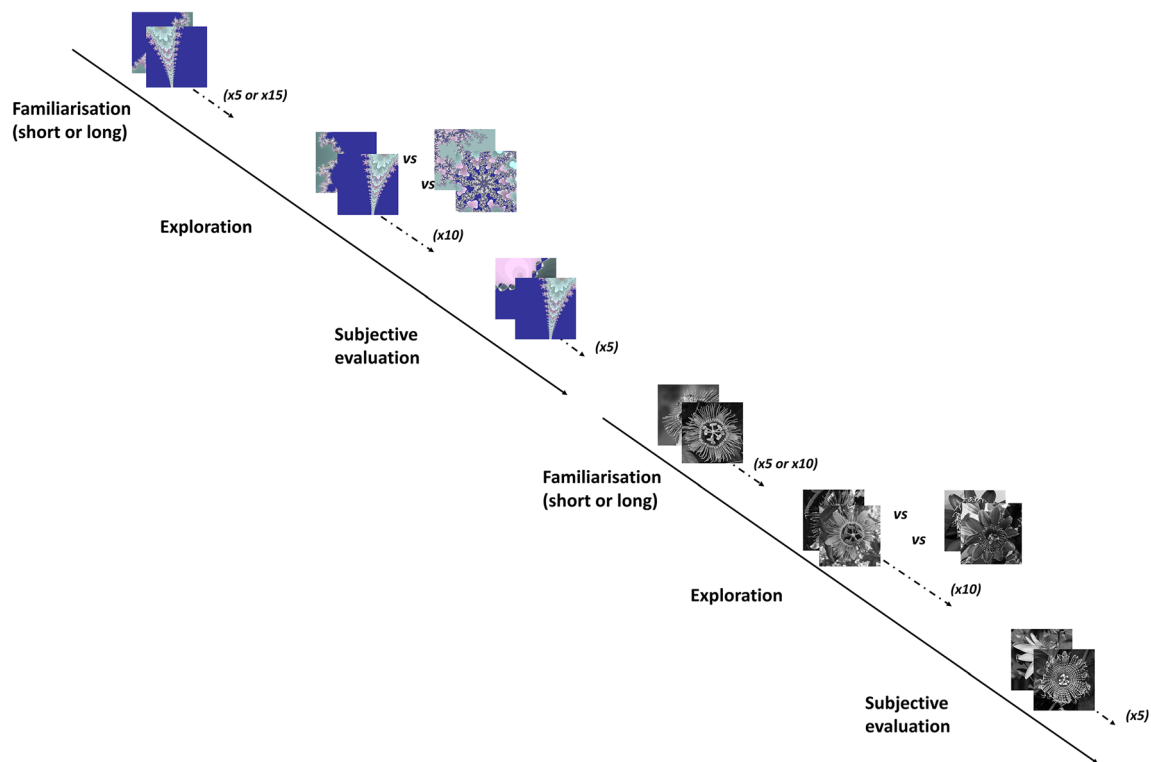 (x5 or x15)
Familiarisation
(short or long)
vs
vs
Exploration
(x10)
Subjective
evaluation
(x5)
Familiarisation
(short or long)
(x5 or x10)
vs
vs
Exploration
(x10)
Subjective
evaluation
(x5)